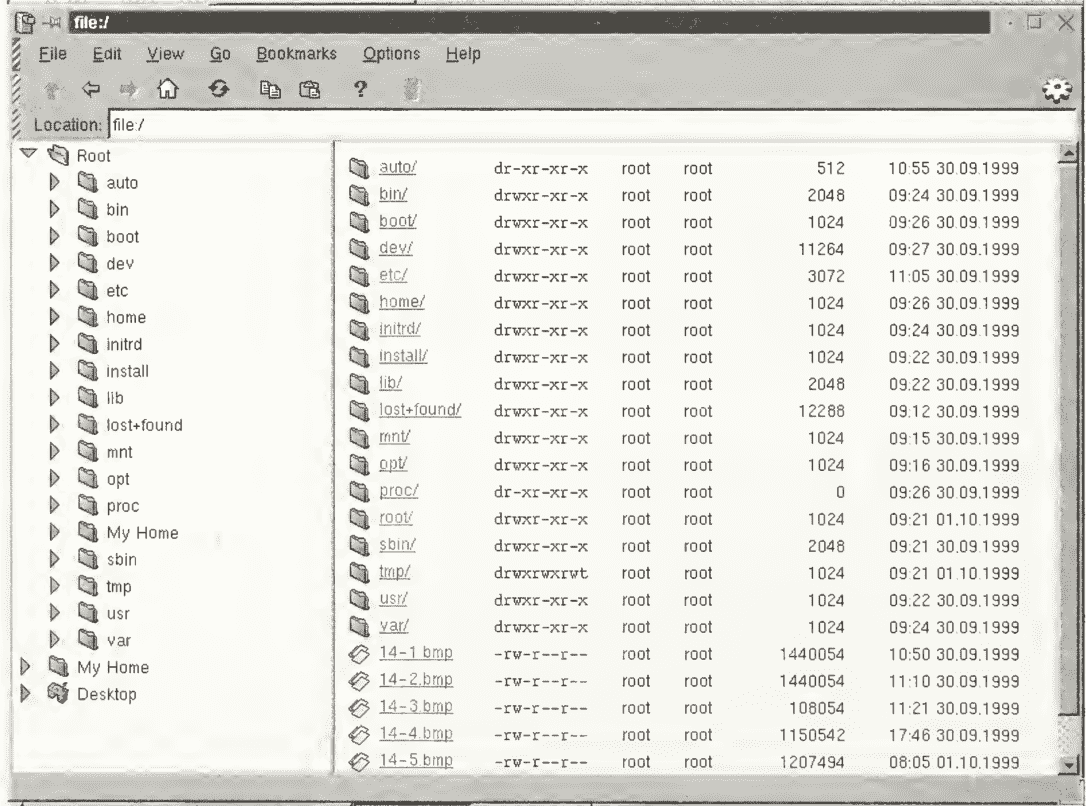 file:/
File Edit View Go Bookmarks Options Help
?
Location: file:/
Root
auto
bin
boot
dev
etc
home
initrd
install
lib
lost+found
mnt
opt
proc
My Home
sbin
tmp
usr
var
My Home
Desktop
auto/ dr-xr-xr-x root root 512 10:55 30.09.1999
bin/ drwxr-xr-x root root 2048 09:24 30.09.1999
boot/ drwxr-xr-x root root 1024 09:26 30.09.1999
dev/ drwxr-xr-x root root 11264 09:27 30.09.1999
etc/ drwxr-xr-x root root 3072 11:05 30.09.1999
home/ drwxr-xr-x root root 1024 09:26 30.09.1999
initrd/ drwxr-xr-x root root 1024 09:24 30.09.1999
install/ drwxr-xr-x root root 1024 09:22 30.09.1999
lib/ drwxr-xr-x root root 2048 09:22 30.09.1999
lost+found/ drwxr-xr-x root root 12288 09:12 30.09.1999
mnt/ drwxr-xr-x root root 1024 09:15 30.09.1999
opt/ drwxr-xr-x root root 1024 09:16 30.09.1999
proc/ dr-xr-xr-x root root 0 09:26 30.09.1999
root/ drwxr-xr-x root root 1024 09:21 01.10.1999
sbin/ drwxr-xr-x root root 2048 09:21 30.09.1999
tmp/ drwxrwxrwt root root 1024 09:21 01.10.1999
usr/ drwxr-xr-x root root 1024 09:22 30.09.1999
var/ drwxr-xr-x root root 1024 09:24 30.09.1999
14-1.bmp -rw-r--r-- root root 1440054 10:50 30.09.1999
14-2.bmp -rw-r--r-- root root 1440054 11:10 30.09.1999
14-3.bmp -rw-r--r-- root root 108054 11:21 30.09.1999
14-4.bmp -rw-r--r-- root root 1150542 17:46 30.09.1999
14-5.bmp -rw-r--r-- root root 1207494 08:05 01.10.1999